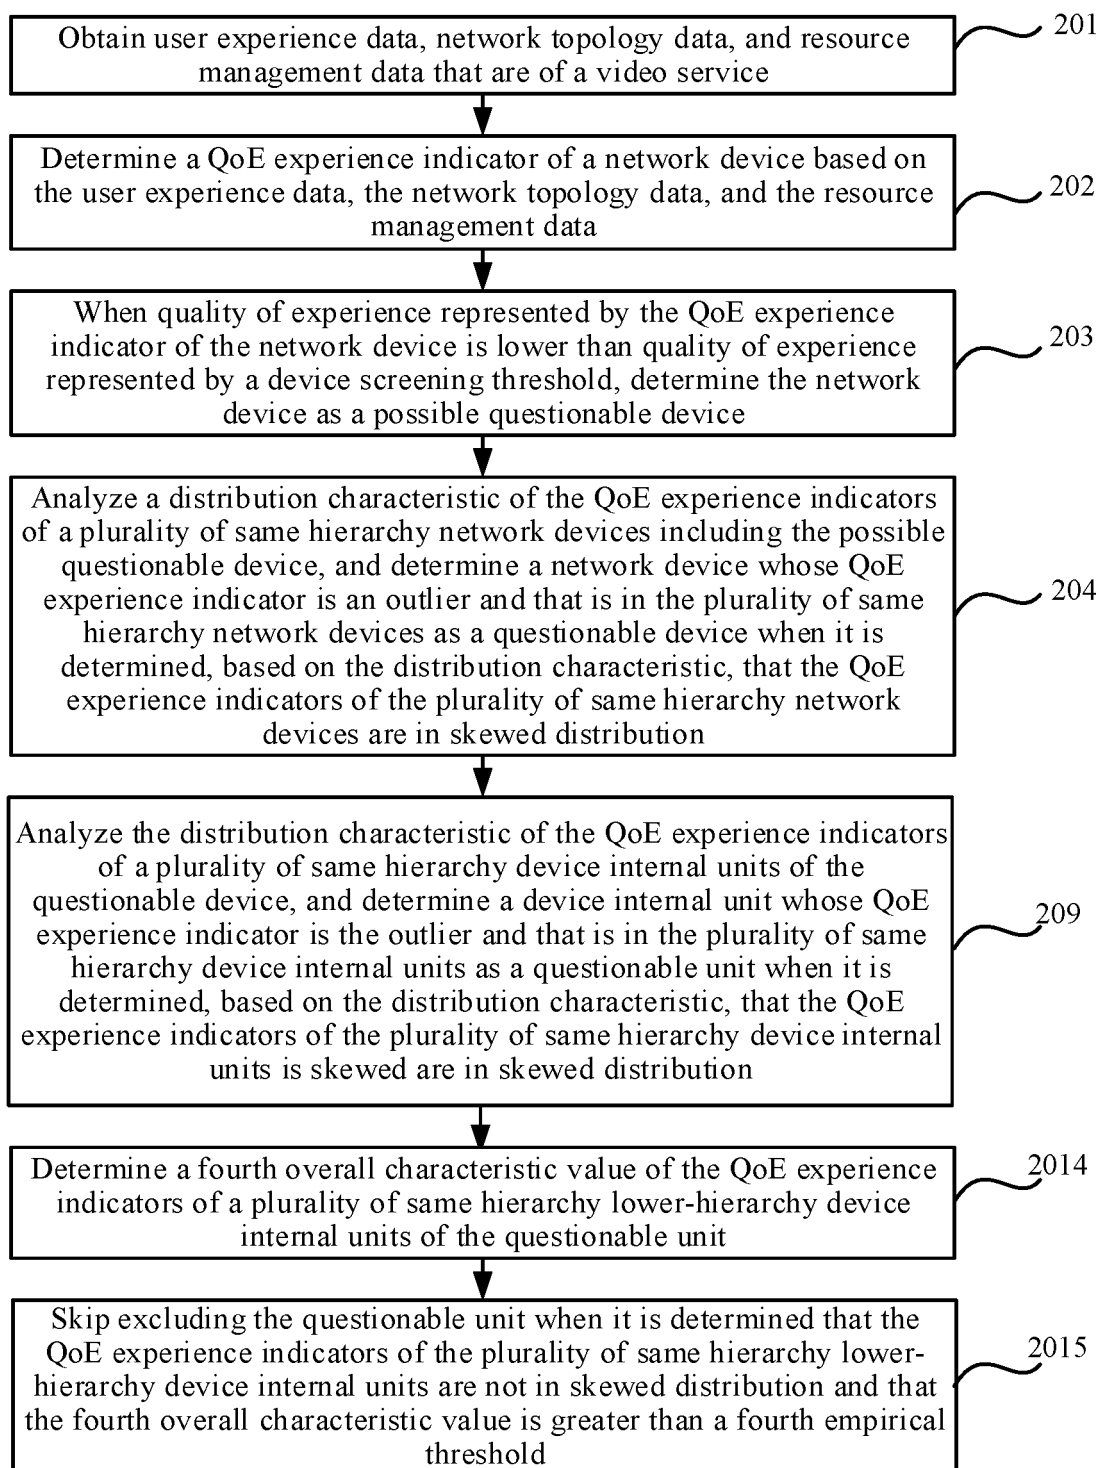 Obtain user experience data, network topology data, and resource
management data that are of a video service
201
Determine a QoE experience indicator of a network device based on
the user experience data, the network topology data, and the resource
management data
202
When quality of experience represented by the QoE experience
indicator of the network device is lower than quality of experience
represented by a device screening threshold, determine the network
device as a possible questionable device
203
Analyze a distribution characteristic of the QoE experience indicators
of a plurality of same hierarchy network devices including the possible
questionable device, and determine a network device whose QoE
experience indicator is an outlier and that is in the plurality of same
hierarchy network devices as a questionable device when it is
determined, based on the distribution characteristic, that the QoE
experience indicators of the plurality of same hierarchy network
devices are in skewed distribution
204
Analyze the distribution characteristic of the QoE experience indicators
of a plurality of same hierarchy device internal units of the
questionable device, and determine a device internal unit whose QoE
experience indicator is the outlier and that is in the plurality of same
hierarchy device internal units as a questionable unit when it is
determined, based on the distribution characteristic, that the QoE
experience indicators of the plurality of same hierarchy device internal
units is skewed are in skewed distribution
209
Determine a fourth overall characteristic value of the QoE experience
indicators of a plurality of same hierarchy lower-hierarchy device
internal units of the questionable unit
2014
Skip excluding the questionable unit when it is determined that the
QoE experience indicators of the plurality of same hierarchy lower-
hierarchy device internal units are not in skewed distribution and that
the fourth overall characteristic value is greater than a fourth empirical
threshold
2015